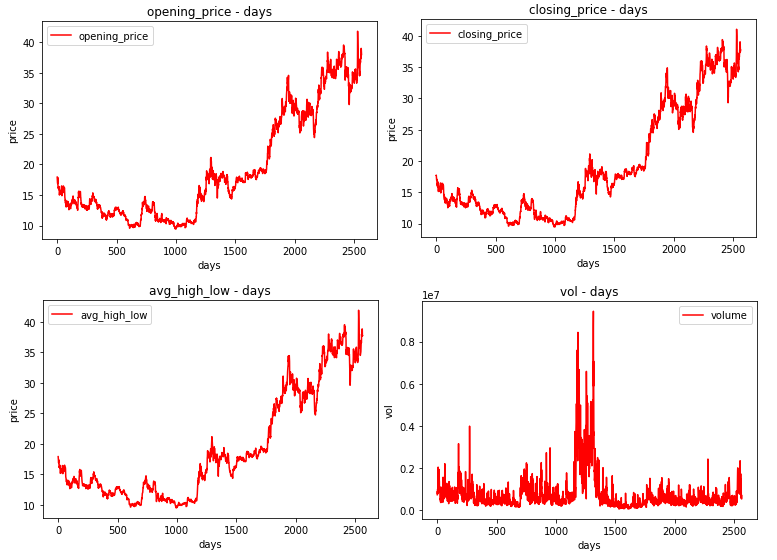 opening_price - days
opening_price
price
40
35
30
25
20
15
10
0
500
1000
1500
2000
2500
days
closing_price - days
closing_price
price
40
35
30
25
20
15
10
0
500
1000
1500
2000
2500
days
avg_high_low - days
avg_high_low
price
40
35
30
25
20
15
10
0
500
1000
1500
2000
2500
days
vol - days
1e7
volume
vol
0.8
0.6
0.4
0.2
0.0
0
500
1000
1500
2000
2500
days